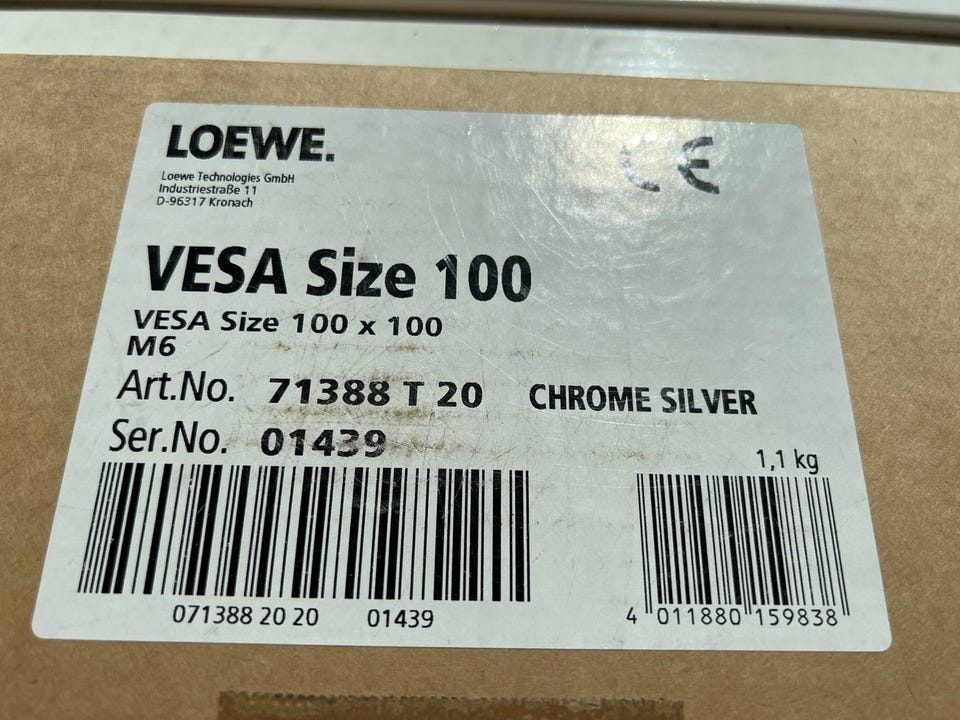 LOEWE.
CE
Loewe Technologies GmbH
Industriestraße 11
D-96317 Kronach
VESA Size 100
VESA Size 100 x 100
M6
Art.No. 71388 T 20 CHROME SILVER
Ser.No. 01439
1,1 kg
071388 20 20 01439
4 011880 159838